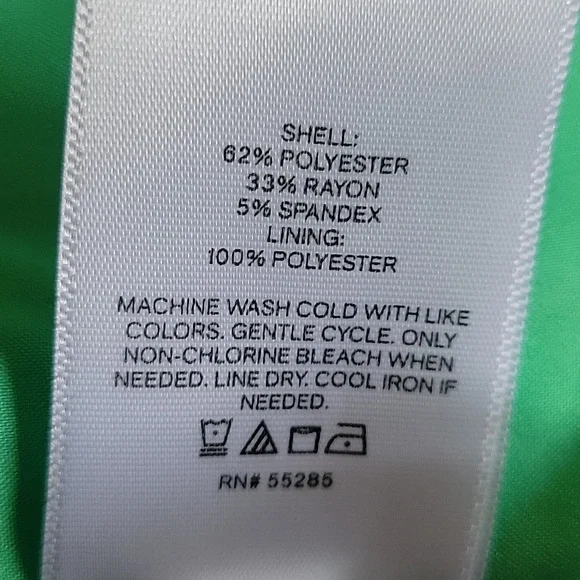 SHELL:
62% POLYESTER
33% RAYON
5% SPANDEX
LINING:
100% POLYESTER
MACHINE WASH COLD WITH LIKE
COLORS. GENTLE CYCLE. ONLY
NON-CHLORINE BLEACH WHEN
NEEDED. LINE DRY. COOL IRON IF
NEEDED.
RN# 55285